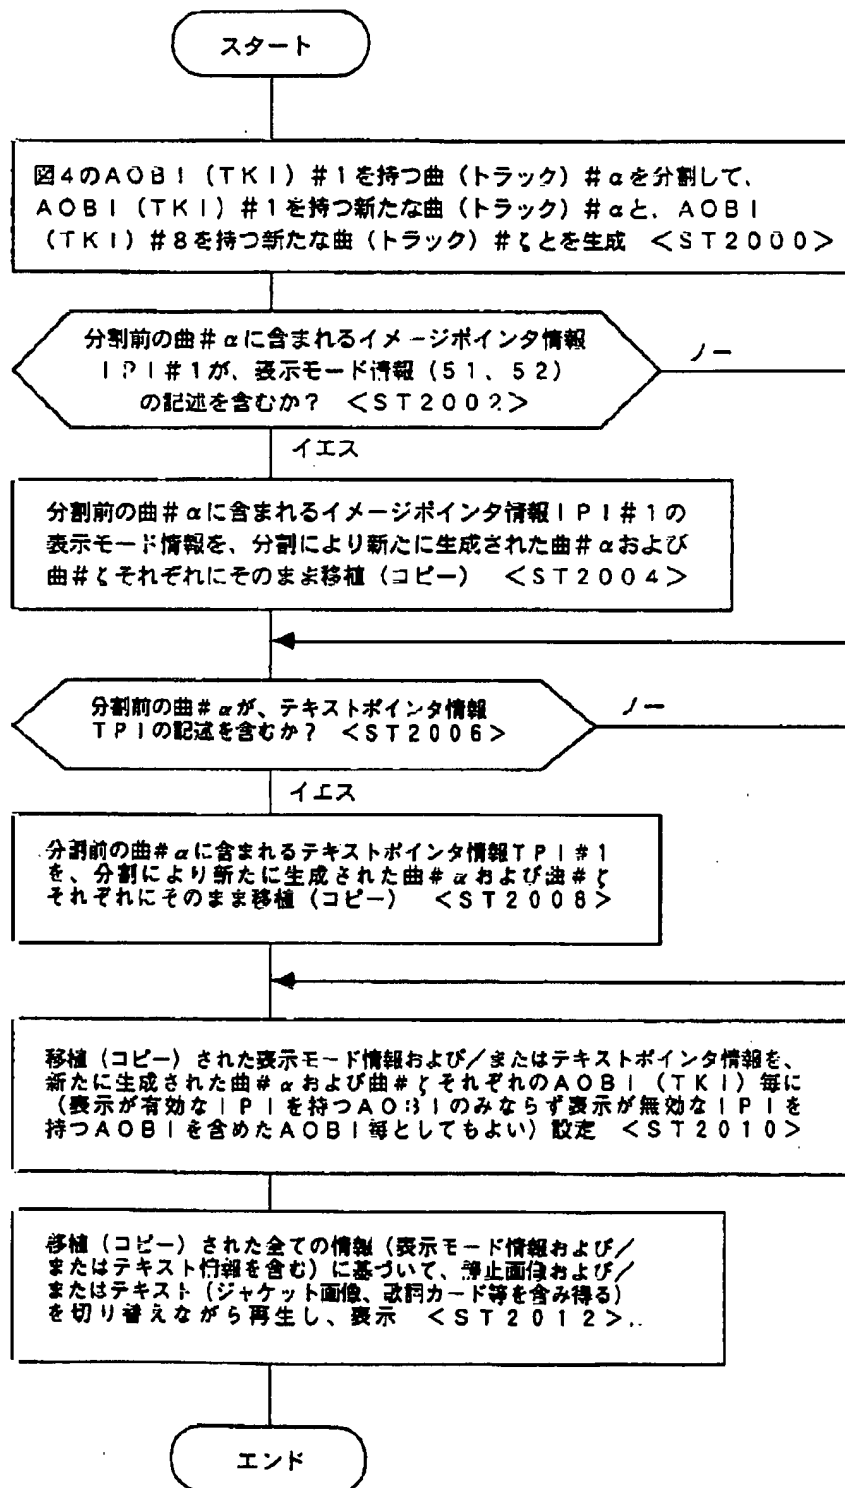 スタート
図4のAOBI（TKI）＃1を持つ曲（トラック）＃αを分割して、
AOBI（TKI）＃1を持つ新たな曲（トラック）＃αと、AOBI
（TKI）＃8を持つ新たな曲（トラック）＃ζとを生成 ＜ST2000＞
分割前の曲＃αに含まれるイメージポインタ情報
IPI＃1が、表示モード情報（51、52）
の記述を含むか？ ＜ST2002＞
ノー
イエス
分割前の曲＃αに含まれるイメージポインタ情報IPI＃1の
表示モード情報を、分割により新たに生成された曲＃αおよび
曲＃ζそれぞれにそのまま移植（コピー） ＜ST2004＞
分割前の曲＃αが、テキストポインタ情報
TPIの記述を含むか？ ＜ST2006＞
ノー
イエス
分割前の曲＃αに含まれるテキストポインタ情報TPI＃1
を、分割により新たに生成された曲＃αおよび曲＃ζ
それぞれにそのまま移植（コピー） ＜ST2008＞
移植（コピー）された表示モード情報および／またはテキストポインタ情報を、
新たに生成された曲＃αおよび曲＃ζそれぞれのAOBI（TKI）毎に
（表示が有効なIPIを持つAOBIのみならず表示が無効なIPIを
持つAOBIを含めたAOBI毎としてもよい）設定 ＜ST2010＞
移植（コピー）された全ての情報（表示モード情報および／
またはテキスト情報を含む）に基づいて、静止画像および／
またはテキスト（ジャケット画像、歌詞カード等を含み得る）
を切り替えながら再生し、表示 ＜ST2012＞
エンド